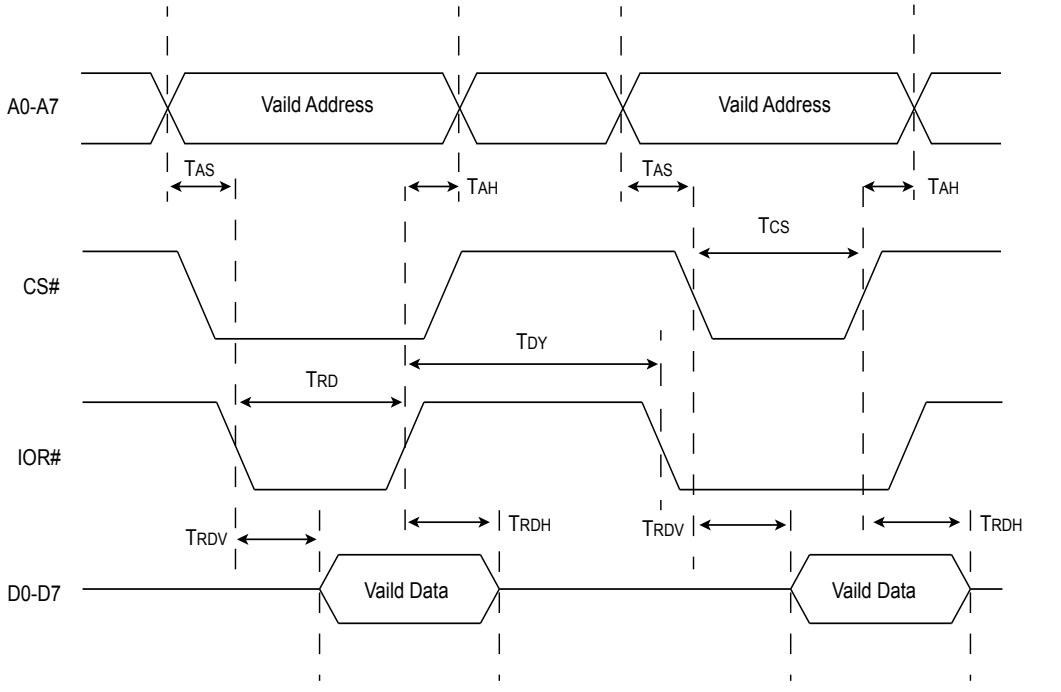 A0-A7
Vaild Address
Vaild Address
TAS
TAH
TAS
TAH
TCS
CS#
TDY
TRD
IOR#
TRDV
TRDH
TRDV
TRDH
D0-D7
Vaild Data
Vaild Data